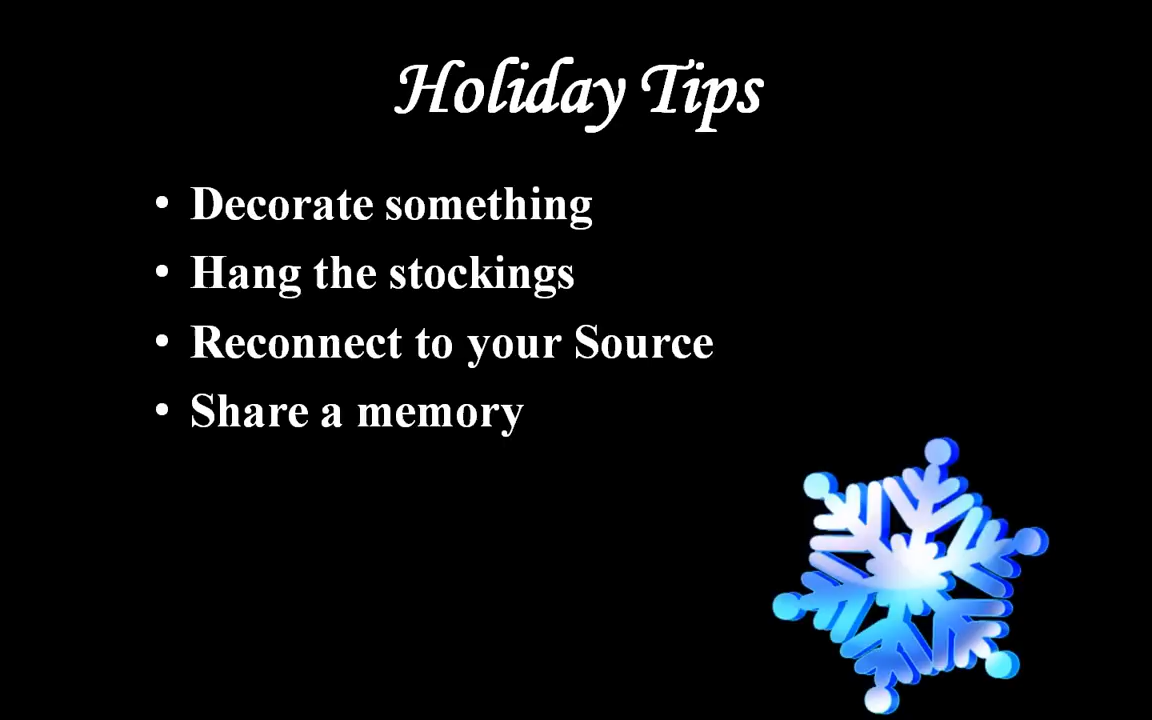 Holiday Tips
• Decorate something
• Hang the stockings
• Reconnect to your Source
• Share a memory